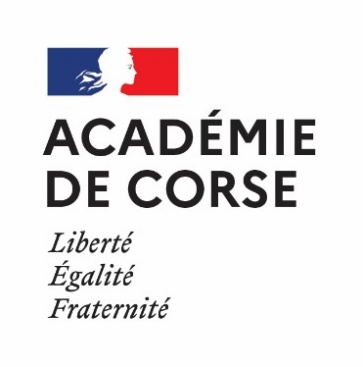 ACADÉMIE
DE CORSE
Liberté
Égalité
Fraternité